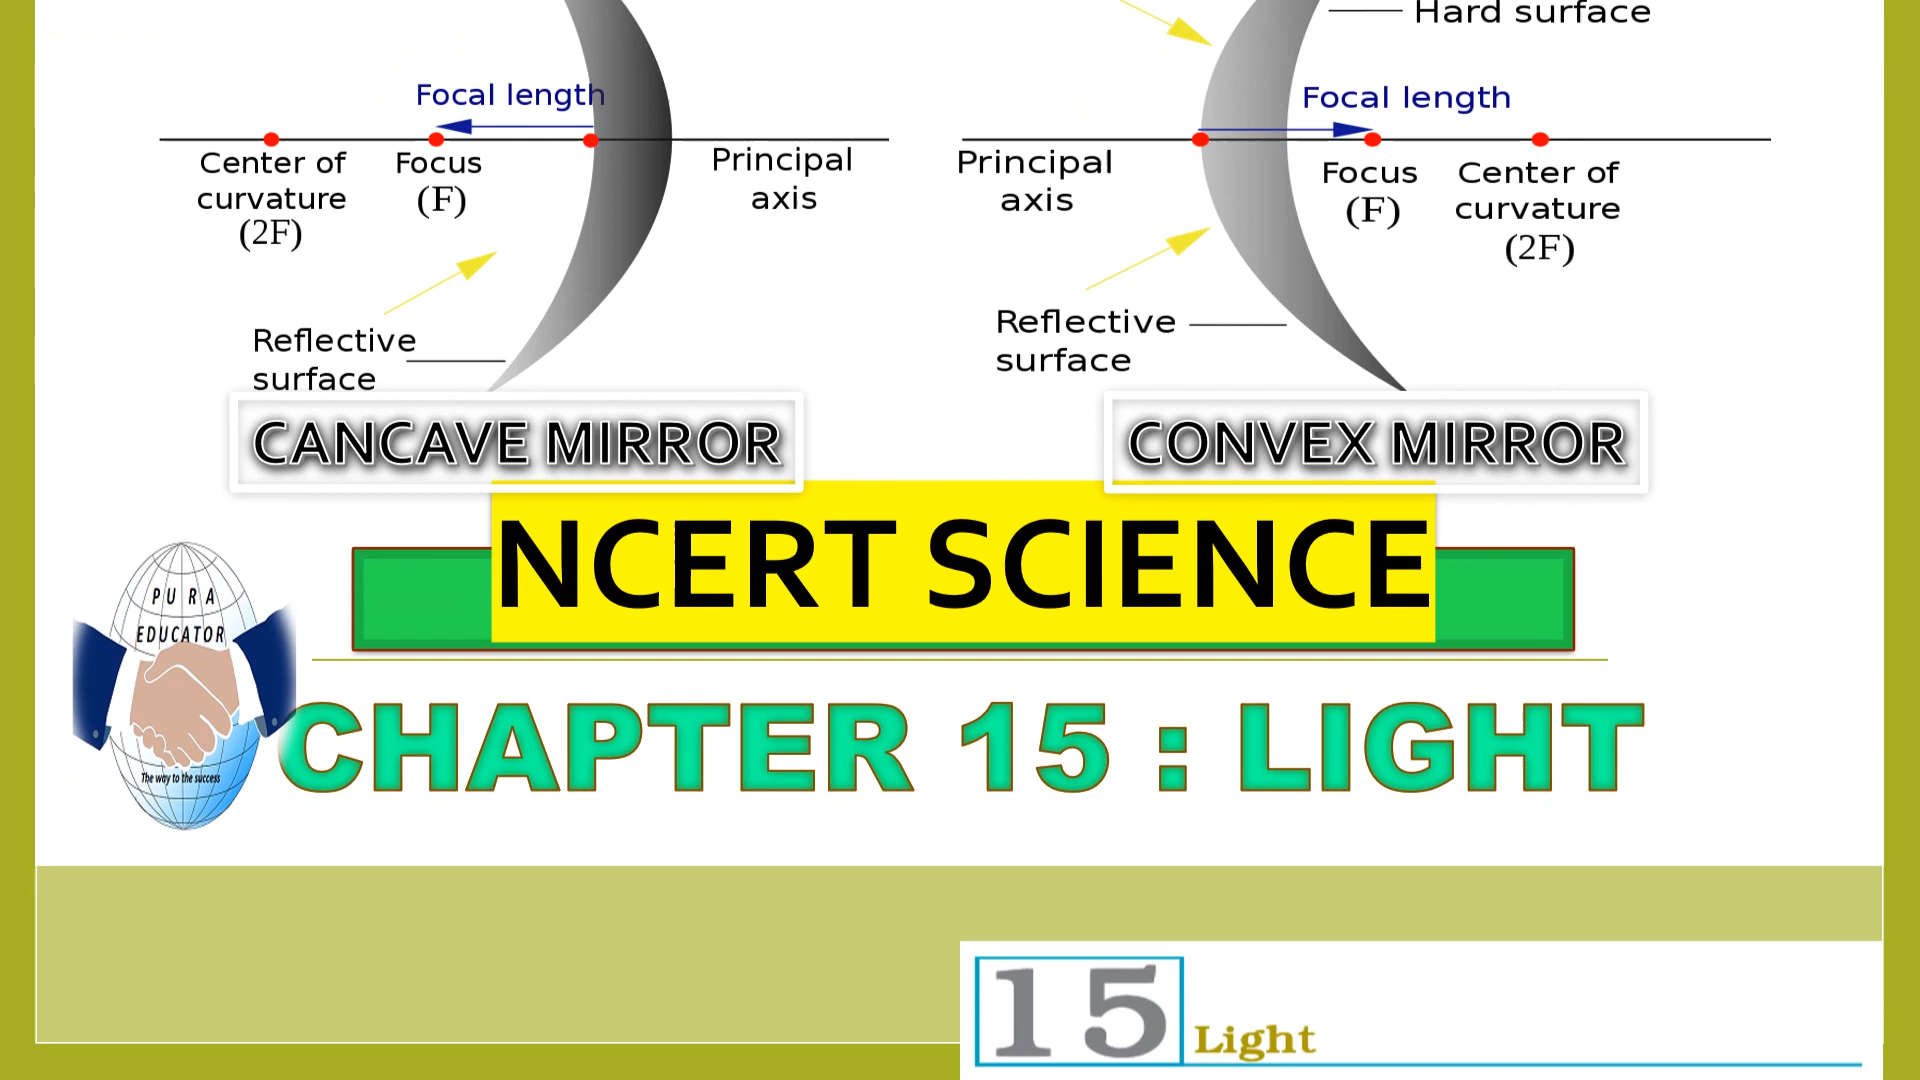 Hard surface
Focal length
Focal length
Center of
curvature
(2F)
Focus
(F)
Principal
axis
Principal
axis
Focus
(F)
Center of
curvature
(2F)
Reflective
surface
Reflective
surface
CANCAVE MIRROR
CONVEX MIRROR
NCERT SCIENCE
PURA
EDUCATOR
The way to the success
CHAPTER 15 : LIGHT
15 Light